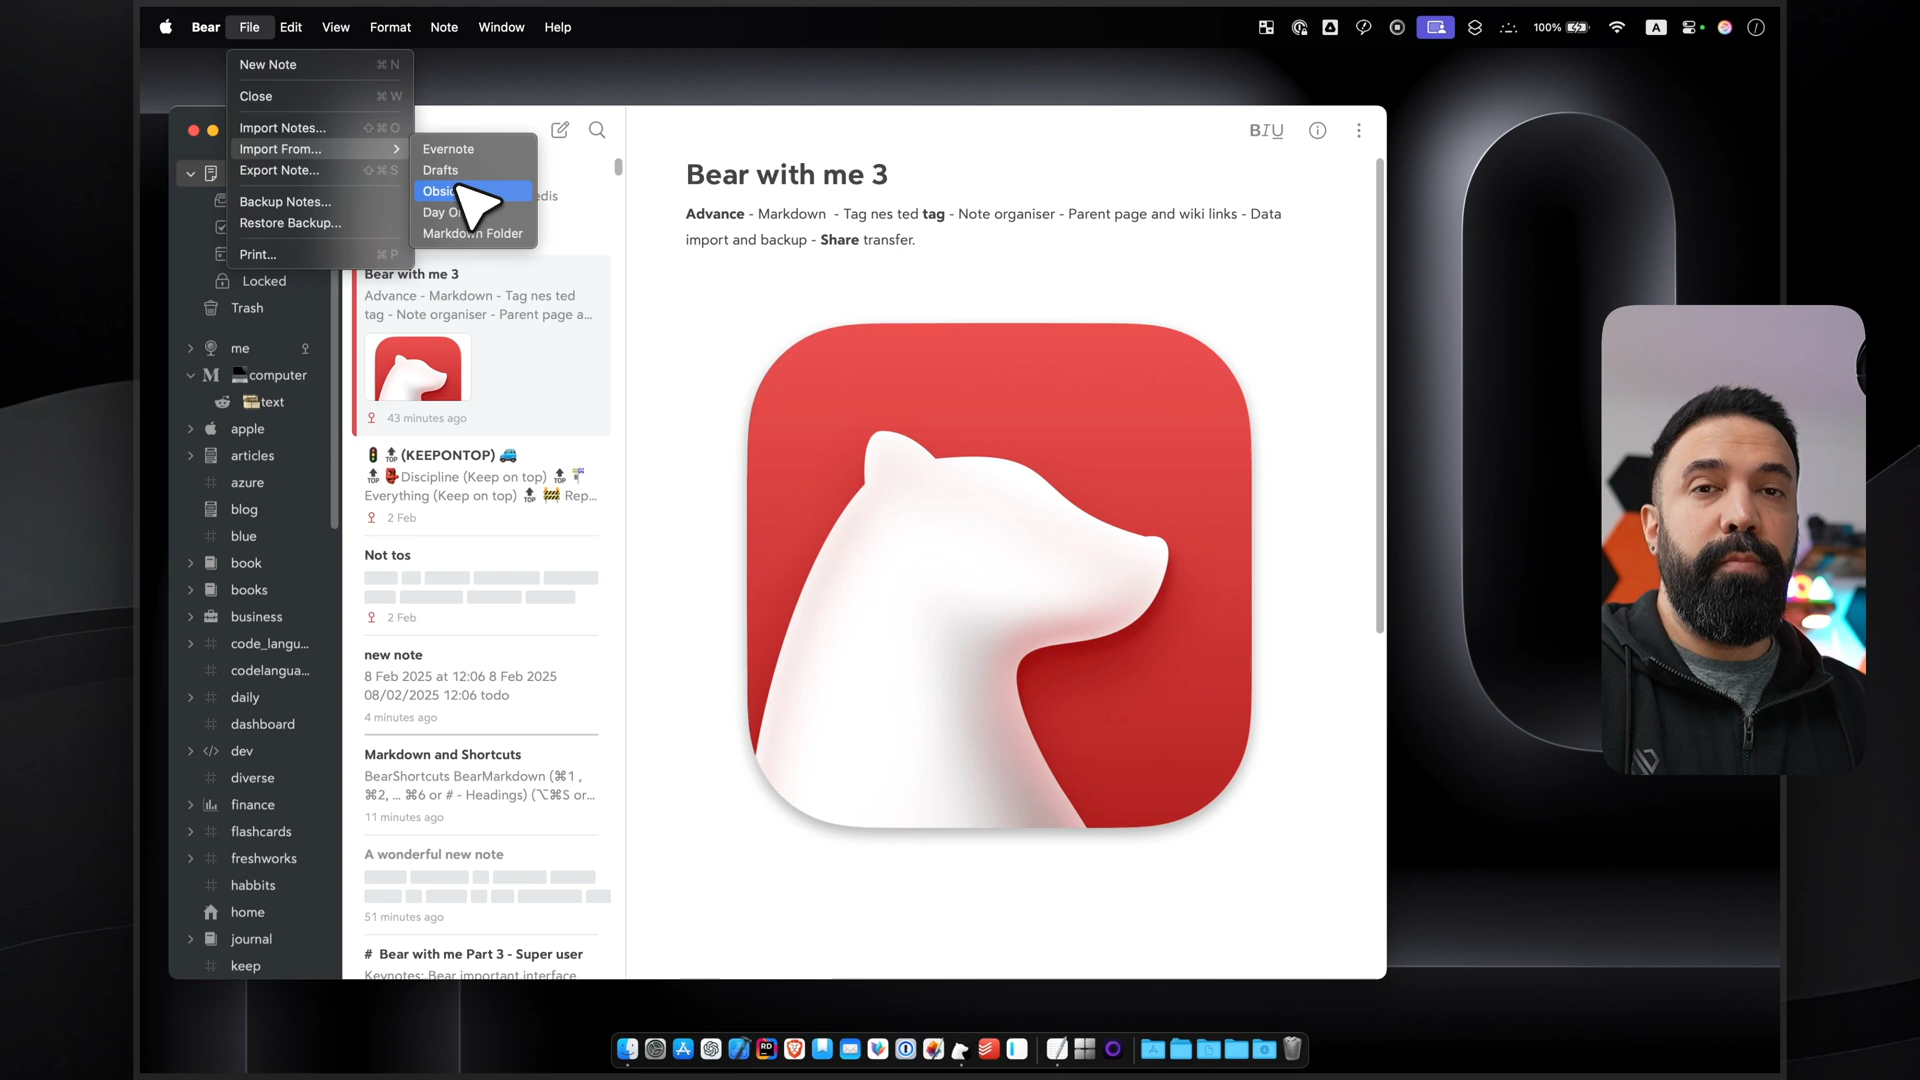 Bear File Edit View Format Note Window Help
100%
A
New Note ⌘ N
Close ⌘ W
Import Notes... ⇧ ⌘ O
Import From...
Export Note... ⇧ ⌘ S
Backup Notes...
Restore Backup...
Print... ⌘ P
Evernote
Drafts
Day
Markdown Folder
Locked
Trash
me
computer
text
apple
articles
azure
blog
blue
book
books
business
code_langu...
codelangua...
daily
dashboard
dev
diverse
finance
flashcards
freshworks
habbits
home
journal
keep
Bear with me 3
Advance - Markdown - Tag nes ted
tag - Note organiser - Parent page a...
43 minutes ago
(KEEPONTOP)
Discipline (Keep on top)
Everything (Keep on top) Rep...
2 Feb
Not tos
2 Feb
new note
8 Feb 2025 at 12:06 8 Feb 2025
08/02/2025 12:06 todo
4 minutes ago
Markdown and Shortcuts
BearShortcuts BearMarkdown (⌘1 ,
⌘2, ... ⌘6 or # - Headings) (⌥⌘S or...
11 minutes ago
A wonderful new note
51 minutes ago
# Bear with me Part 3 - Super user
Keynotes: Bear important interface
BIU
Bear with me 3
Advance - Markdown - Tag nes ted tag - Note organiser - Parent page and wiki links - Data
import and backup - Share transfer.